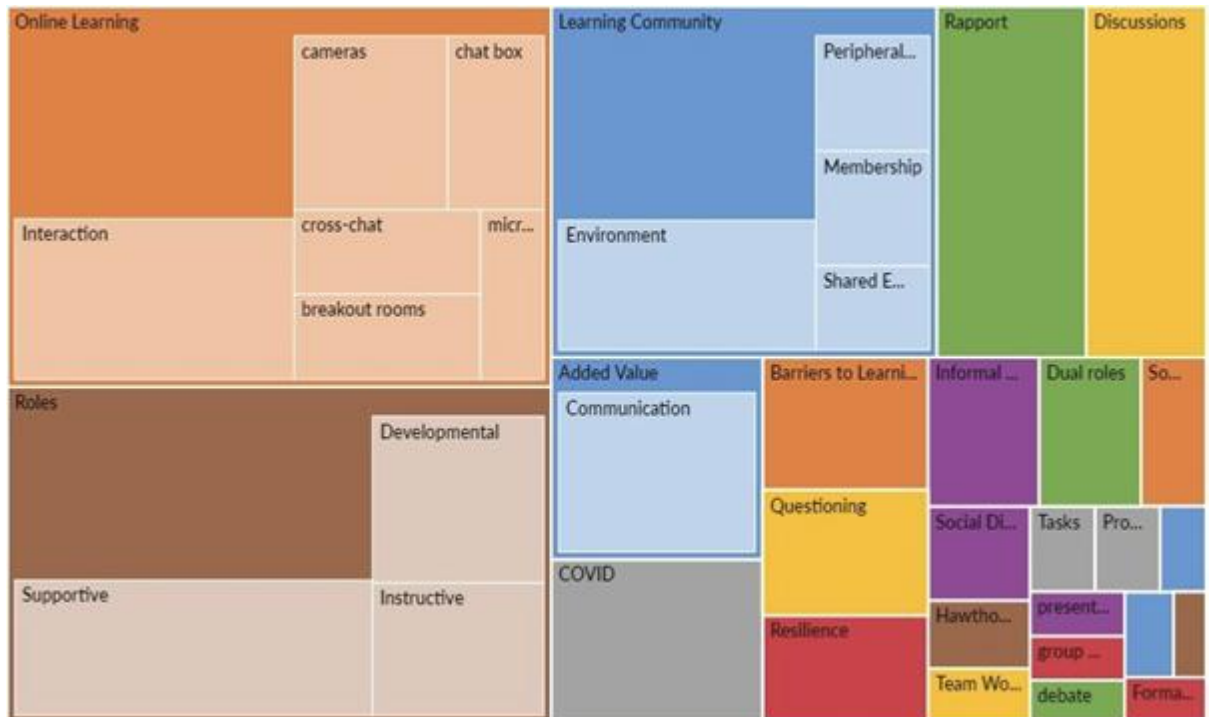 Online Learning
cameras
chat box
Interaction
cross-chat
micr...
breakout rooms
Roles
Developmental
Supportive
Instructive
Learning Community
Peripheral...
Membership
Environment
Shared E...
Rapport
Discussions
Added Value
Communication
COVID
Barriers to Learni...
Questioning
Resilience
Informal ...
Dual roles
So...
Social Di...
Tasks
Pro...
Hawtho...
present...
group ...
Team Wo...
debate
Forma...